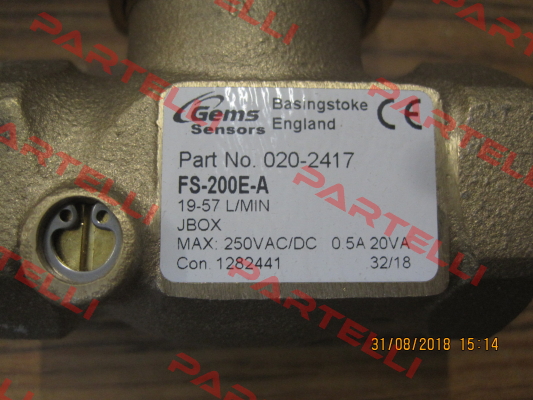 PARTELLI
PARTELLI
PARTELLI
PARTELLI
PARTELLI
Gems
Sensors
Basingstoke
England
CE
Part No. 020-2417
FS-200E-A
19-57 L/MIN
JBOX
MAX: 250VAC/DC 0.5A 20VA
Con. 1282441 32/18
31/08/2018 15:14